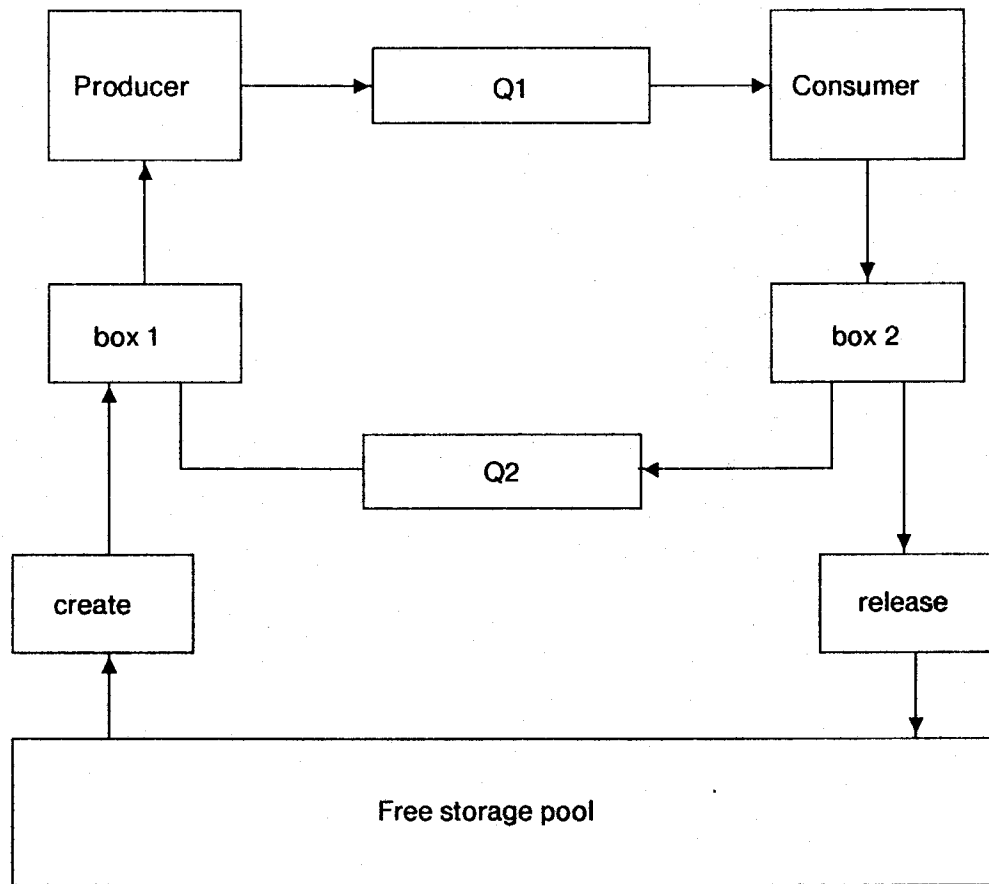 Producer
Q1
Consumer
box 1
box 2
Q2
create
release
Free storage pool